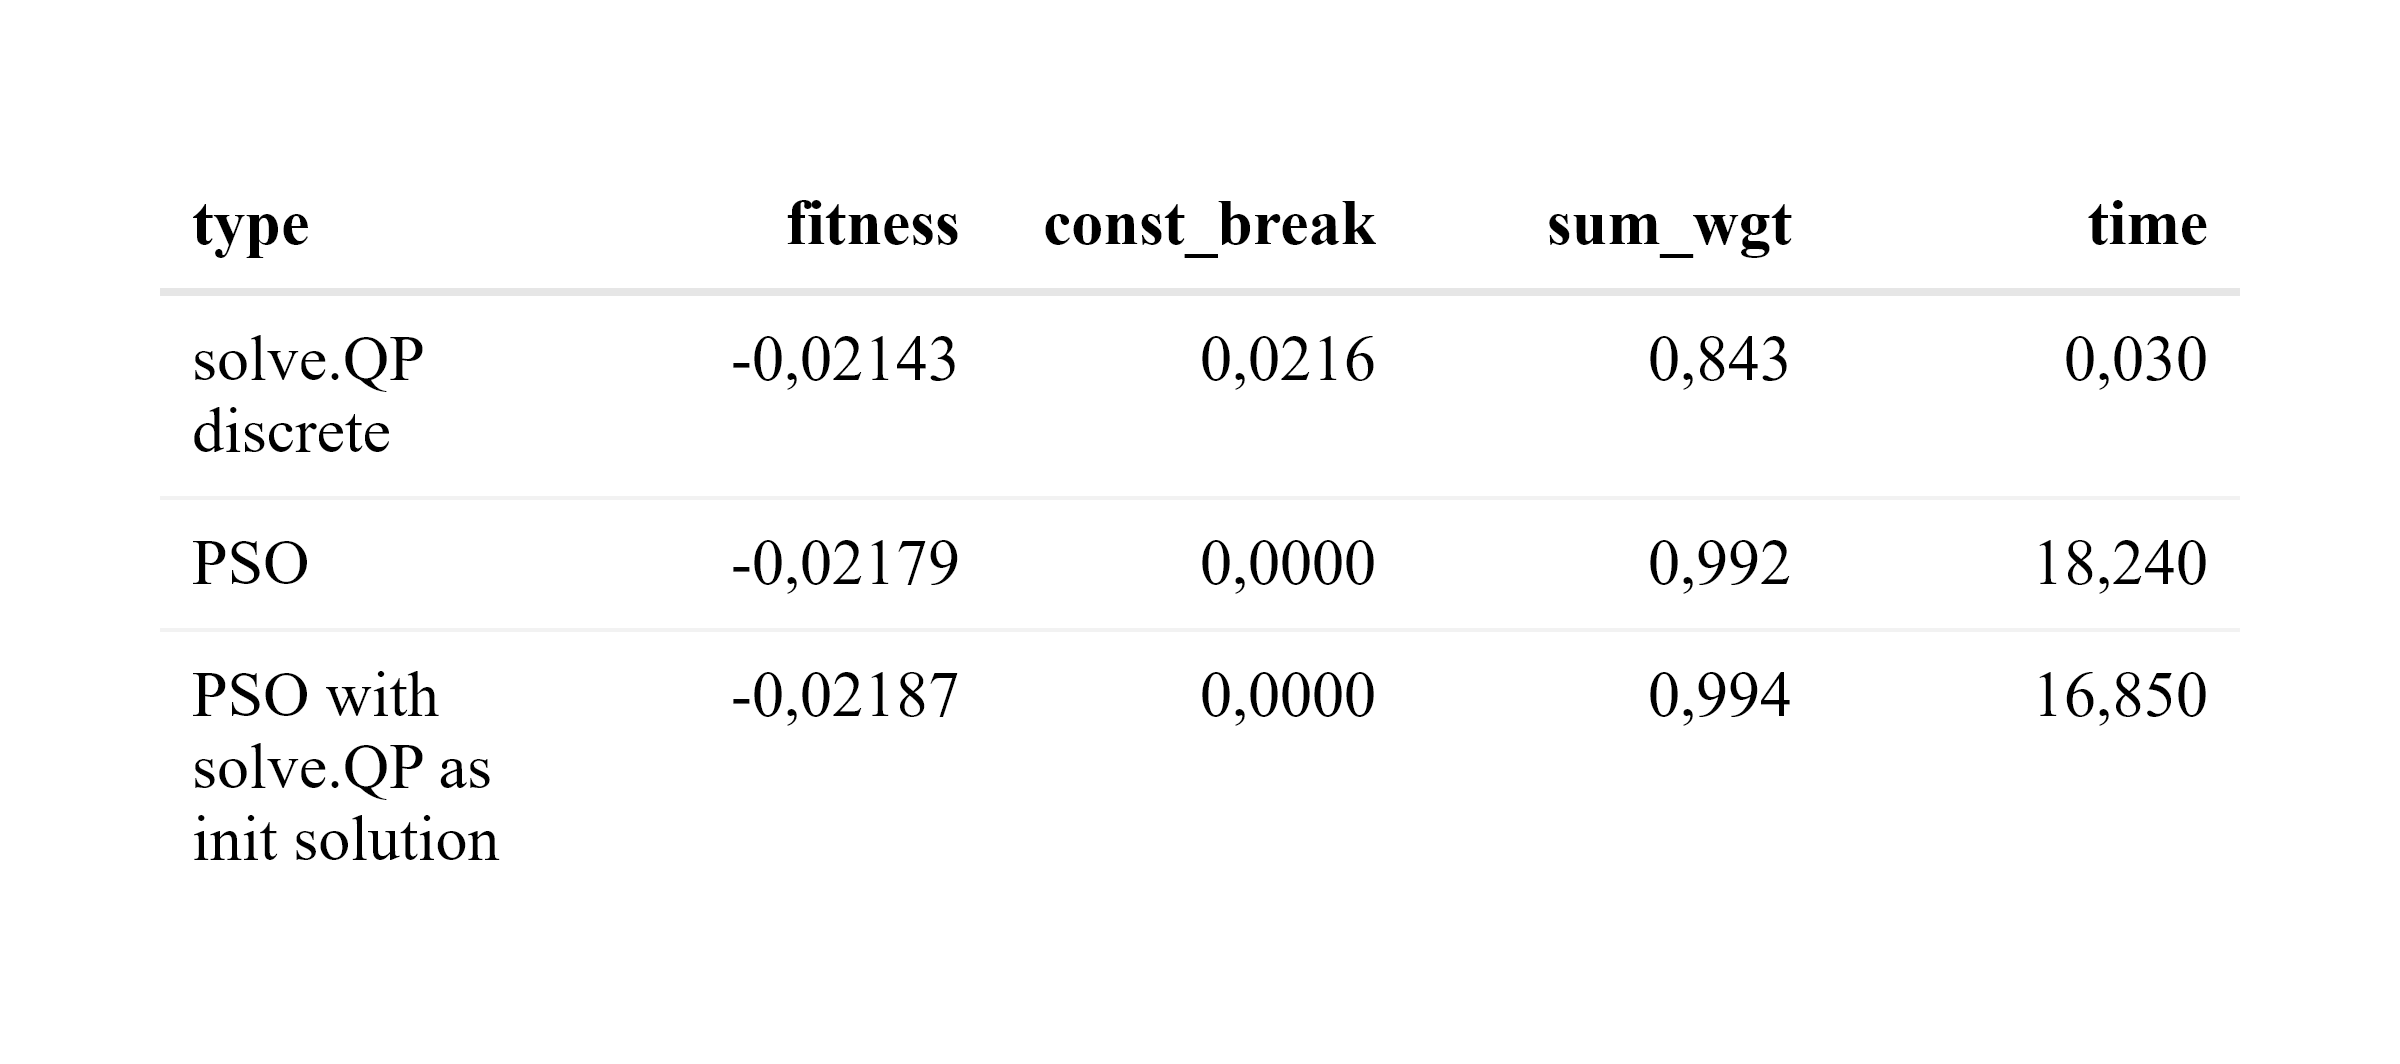 type fitness const_break sum_wgt time
solve.QP -0,02143 0,0216 0,843 0,030
discrete
PSO -0,02179 0,0000 0,992 18,240
PSO with -0,02187 0,0000 0,994 16,850
solve.QP as
init solution